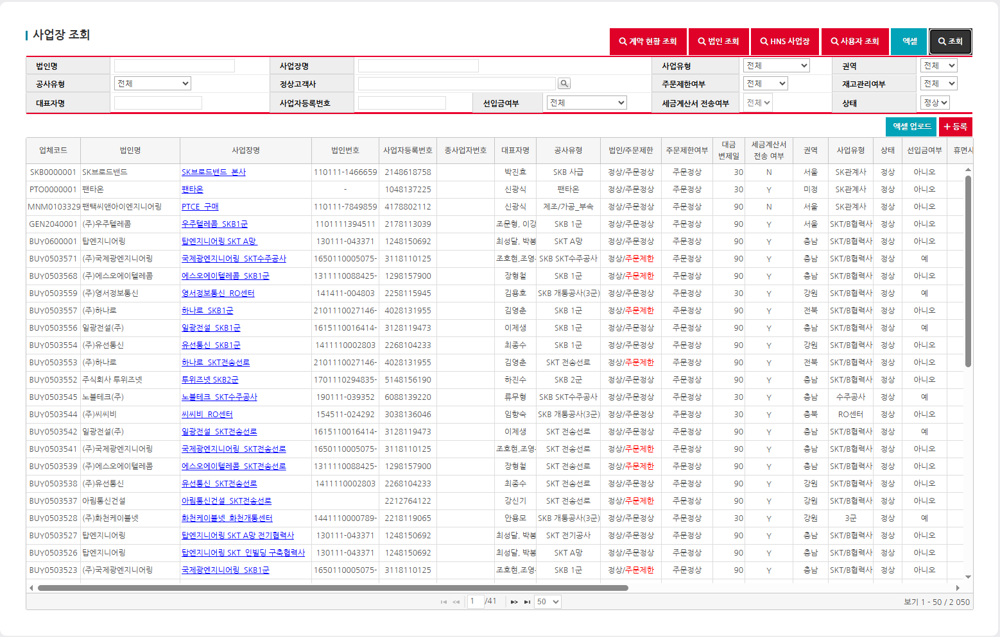 사업장 조회
계약 현황 조회 법인 조회 HNS 사업장 사용자 조회 엑셀 조회
법인명 사업장명 사업유형 전체 권역 전체
공사유형 전체 정상고객사 주문제한여부 전체 재고관리여부 전체
대표자명 사업자등록번호 선입금여부 전체 세금계산서 전송여부 전체 상태 정상
엑셀 업로드 + 등록
업체코드 법인명 사업장명 법인번호 사업자등록번호 종사업자번호 대표자명 공사유형 법인/주문제한 주문제한여부 대금 변제일 세금계산서 전송 여부 권역 사업유형 상태 선입금여부 휴면사
SKB0000001 SK브로드밴드 SK브로드밴드_본사 110111-1466659 2148618758 박진효 SKB 사급 정상/주문정상 주문정상 30 N 서울 SK관계사 정상 아니오
PTO0000001 팬타온 팬타온 - 1048137225 신광식 팬타온 정상/주문정상 주문정상 30 Y 미정 SK관계사 정상 아니오
MNM0103329 팬택씨앤아이엔지니어링 PTCE_구매 110111-7849859 4178802112 신광식 제조/가공_부속 정상/주문정상 주문정상 90 N 서울 SK관계사 정상 아니오
GEN2040001 (주)우주텔레콤 우주텔레콤_SKB1군 1101111394511 2178113039 조문형, 이강 SKB 1군 정상/주문정상 주문정상 90 Y 서울 SKT/B협력사 정상 아니오
BUY0600001 탑엔지니어링 탑엔지니어링 SKT A망 130111-043371 1248150692 최성달, 박봉 SKT A망 정상/주문정상 주문정상 90 Y 충남 SKT/B협력사 정상 아니오
BUY0503571 (주)국제광엔지니어링 국제광엔지니어링_SKT수주공사 1650110005075- 3118110125 조호현,조영· SKB SKT수주공사 정상/주문제한 주문정상 90 Y 충남 SKT/B협력사 정상 예
BUY0503568 (주)에스오에이텔레콤 에스오에이텔레콤_SKB1군 1311110088425- 1298157900 장형철 SKB 1군 정상/주문제한 주문정상 90 Y 충남 SKT/B협력사 정상 아니오
BUY0503559 (주)영서정보통신 영서정보통신_RO센터 141411-004803 2258115945 김용호 SKB 개통공사(3군) 정상/주문정상 주문정상 30 Y 강원 SKT/B협력사 정상 예
BUY0503557 (주)하나로 하나로_SKB1군 2101110027146- 4028131955 김영춘 SKB 1군 정상/주문제한 주문정상 90 Y 전북 SKT/B협력사 정상 아니오
BUY0503556 일광전설(주) 일광전설_SKB1군 1615110016414- 3128119473 이제생 SKB 1군 정상/주문정상 주문정상 90 Y 충남 SKT/B협력사 정상 예
BUY0503554 (주)유선통신 유선통신_SKB1군 1411110002803 2268104233 최종수 SKB 1군 정상/주문정상 주문정상 90 Y 강원 SKT/B협력사 정상 아니오
BUY0503553 (주)하나로 하나로_SKT전송선로 2101110027146- 4028131955 김영춘 SKT 전송선로 정상/주문제한 주문정상 90 Y 전북 SKT/B협력사 정상 아니오
BUY0503552 주식회사 투위즈넷 투위즈넷 SKB2군 1701110294835- 5148156190 하진수 SKB 2군 정상/주문정상 주문정상 90 Y 충남 SKT/B협력사 정상 아니오
BUY0503545 노블테크(주) 노블테크_SKT수주공사 190111-039352 6088139220 류무형 SKB SKT수주공사 정상/주문정상 주문정상 30 Y 충남 수주공사 정상 예
BUY0503544 (주)씨씨비 씨씨비_RO센터 154511-024292 3038136046 임향숙 SKB 개통공사(3군) 정상/주문정상 주문정상 30 Y 충북 RO센터 정상 아니오
BUY0503542 일광전설(주) 일광전설_SKT전송선로 1615110016414- 3128119473 이제생 SKT 전송선로 정상/주문정상 주문정상 90 Y 충남 SKT/B협력사 정상 예
BUY0503541 (주)국제광엔지니어링 국제광엔지니어링_SKT전송선로 1650110005075- 3118110125 조호현,조영· SKT 전송선로 정상/주문제한 주문정상 90 Y 충남 SKT/B협력사 정상 아니오
BUY0503539 (주)에스오에이텔레콤 에스오에이텔레콤_SKT전송선로 1311110088425- 1298157900 장형철 SKT 전송선로 정상/주문제한 주문정상 90 Y 충남 SKT/B협력사 정상 아니오
BUY0503538 (주)유선통신 유선통신_SKT전송선로 1411110002803 2268104233 최종수 SKT 전송선로 정상/주문정상 주문정상 90 Y 강원 SKT/B협력사 정상 아니오
BUY0503537 아림통신건설 아림통신건설_SKT전송선로 2212764122 강신기 SKT 전송선로 정상/주문제한 주문정상 90 Y 강원 SKT/B협력사 정상 아니오
BUY0503528 (주)화천케이블넷 화천케이블넷_화천개통센터 1441110000789- 2218119065 안용모 SKB 개통공사(3군) 정상/주문정상 주문정상 30 Y 강원 3군 정상 예
BUY0503527 탑엔지니어링 탑엔지니어링 SKT A망 전기협력사 130111-043371 1248150692 최성달, 박봉 SKT 전기공사 정상/주문정상 주문정상 90 Y 충남 SKT/B협력사 정상 아니오
BUY0503526 탑엔지니어링 탑엔지니어링 SKT_인빌딩 구축협력사 130111-043371 1248150692 최성달, 박봉 SKT A망 정상/주문정상 주문정상 90 Y 충남 SKT/B협력사 정상 아니오
BUY0503523 (주)국제광엔지니어링 국제광엔지니어링_SKB1군 1650110005075- 3118110125 조호현,조영· SKB 1군 정상/주문제한 주문정상 90 Y 충남 SKT/B협력사 정상 아니오
1 /41 50 보기 1 - 50 / 2 050